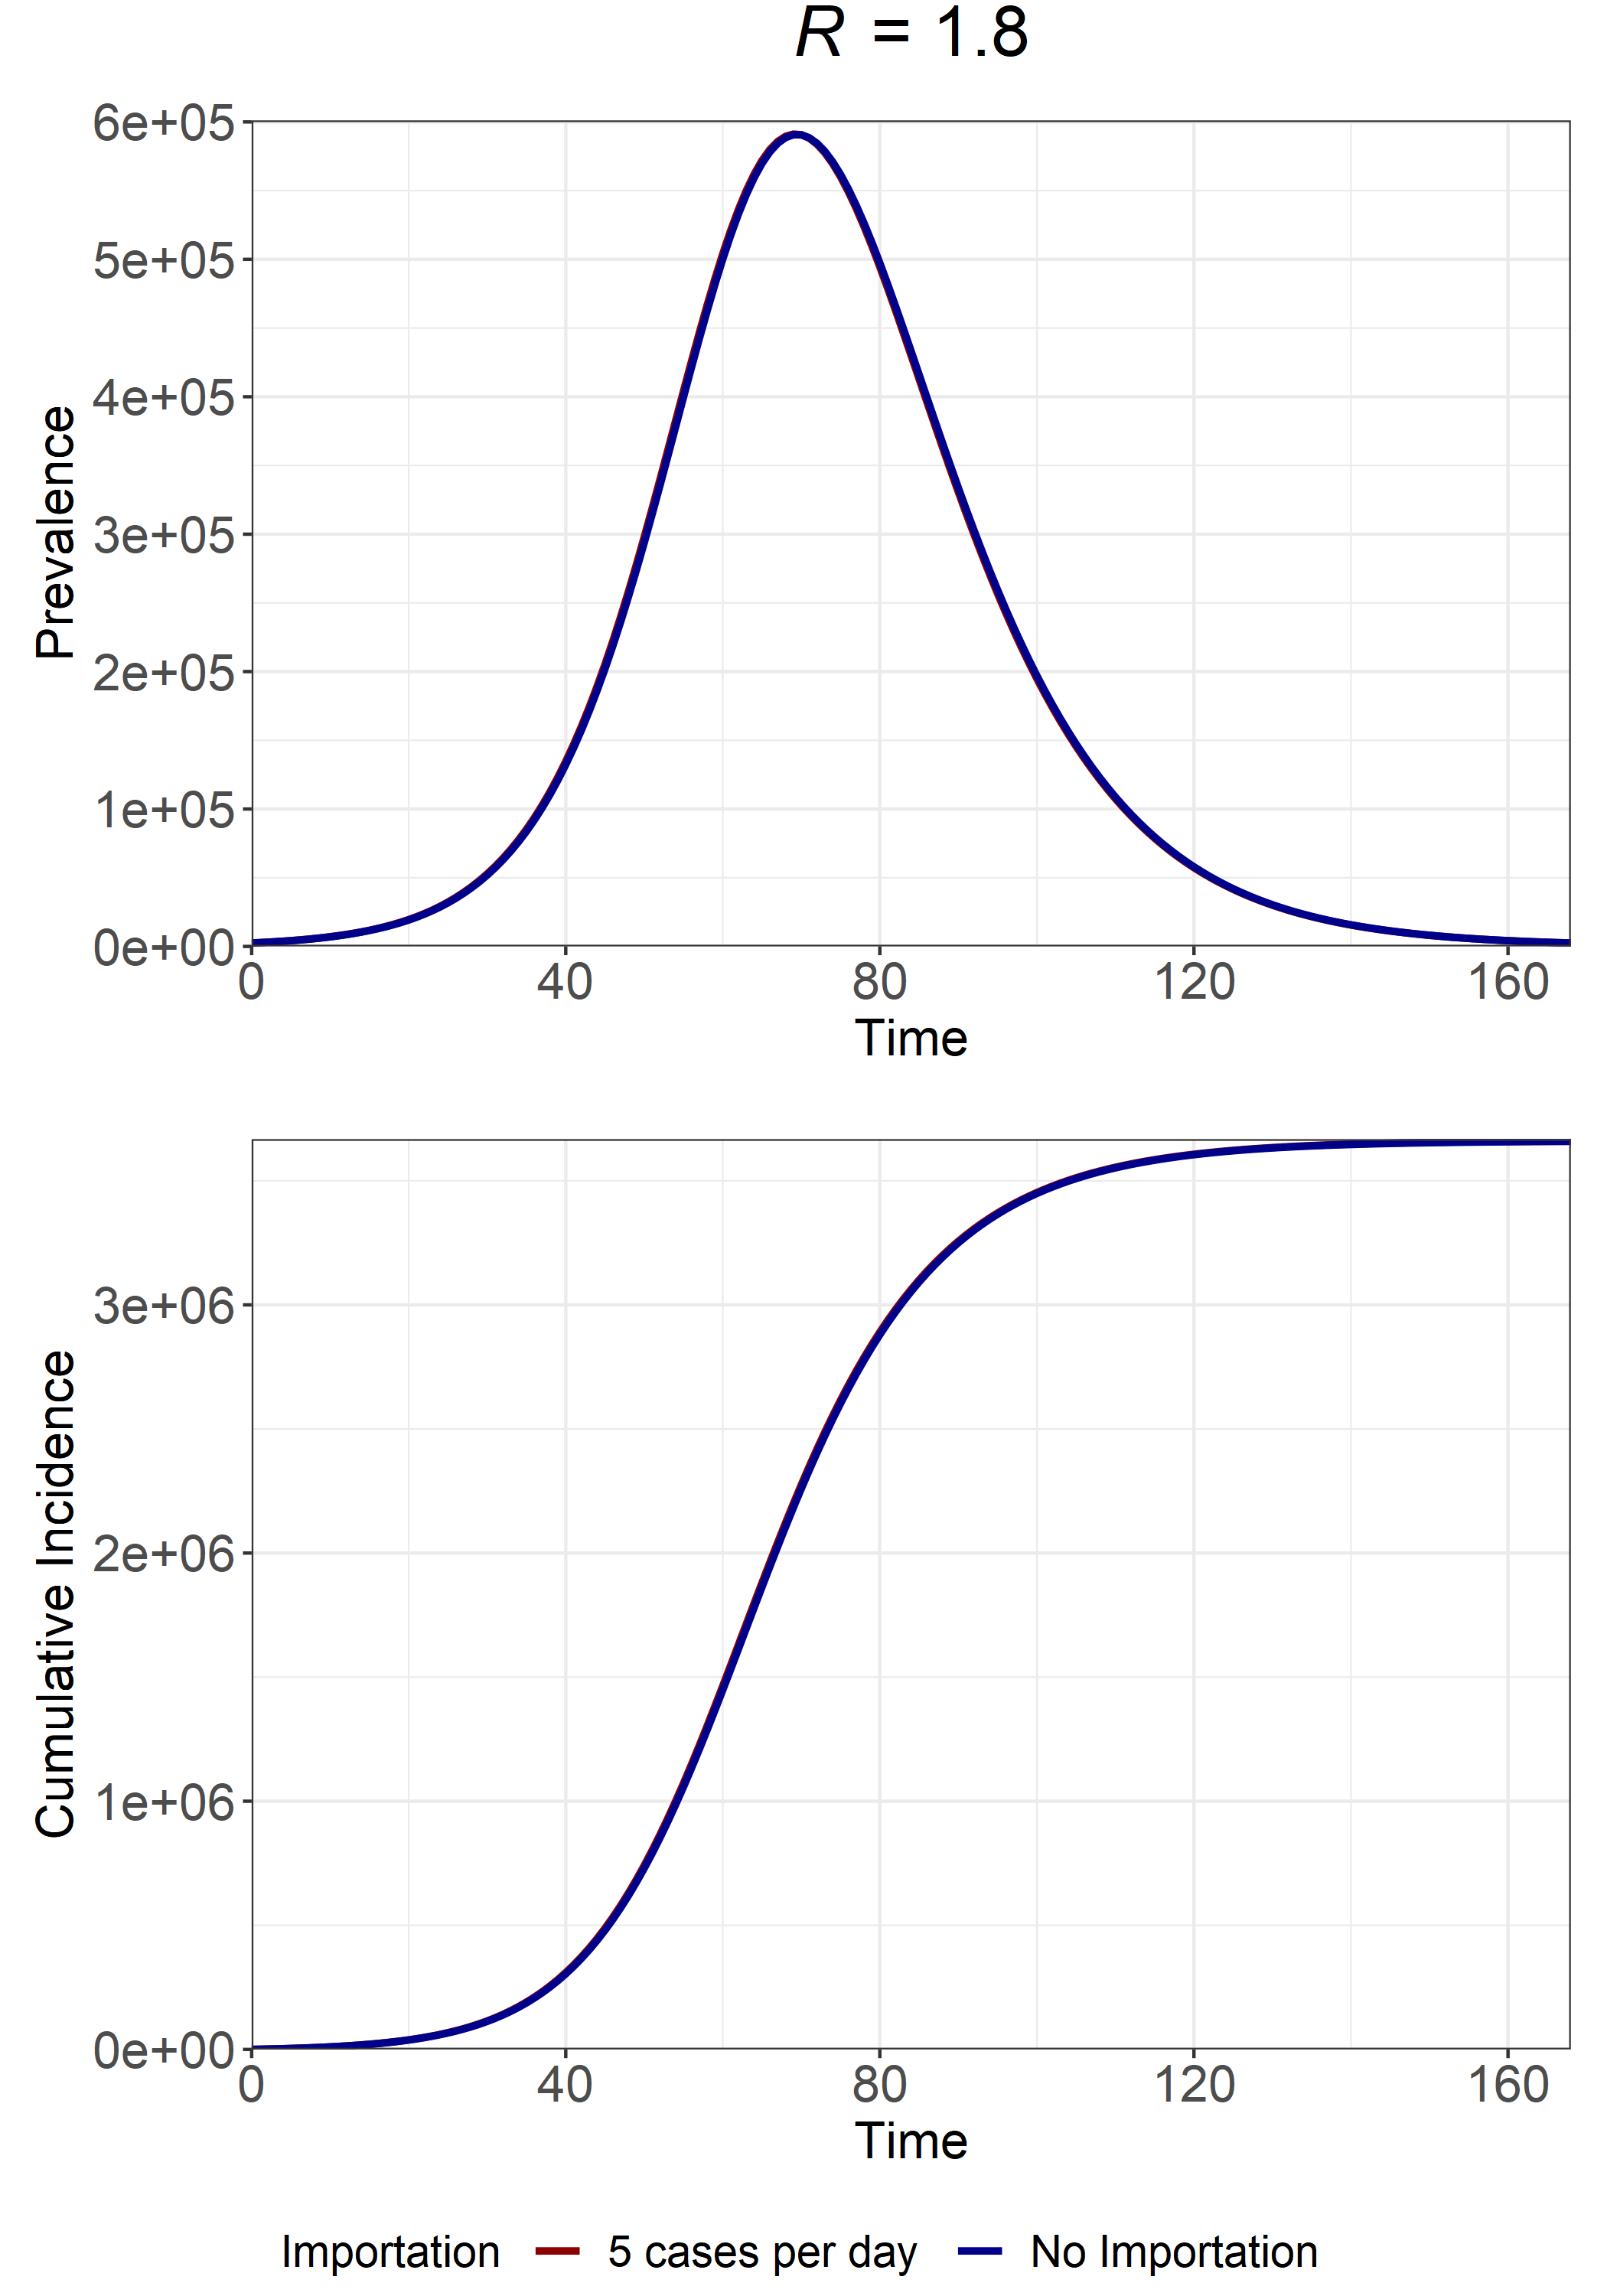 R = 1.8
6e+05
5e+05
4e+05
3e+05
2e+05
1e+05
0e+00
Prevalence
0 40 80 120 160
Time
3e+06
2e+06
1e+06
0e+00
Cumulative Incidence
0 40 80 120 160
Time
Importation 5 cases per day No Importation